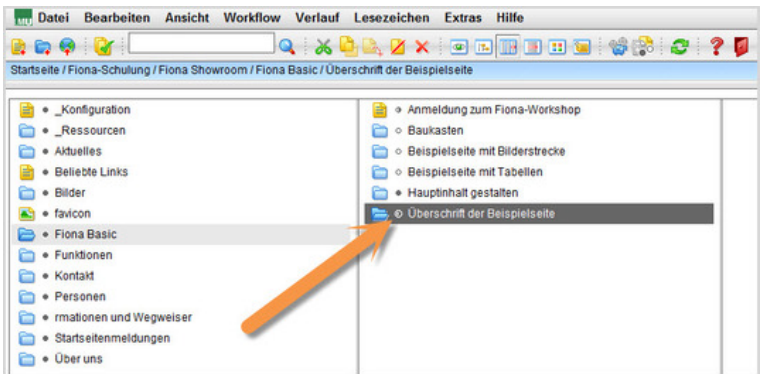 Datei Bearbeiten Ansicht Workflow Verlauf Lesezeichen Extras Hilfe
Startseite / Fiona-Schulung / Fiona Showroom / Fiona Basic / Überschrift der Beispielseite
_Konfiguration
_Ressourcen
Aktuelles
Beliebte Links
Bilder
favicon
Fiona Basic
Funktionen
Kontakt
Personen
rmationen und Wegweiser
Startseitenmeldungen
Über uns
Anmeldung zum Fiona-Workshop
Baukasten
Beispielseite mit Bilderstrecke
Beispielseite mit Tabellen
Hauptinhalt gestalten
Überschrift der Beispielseite